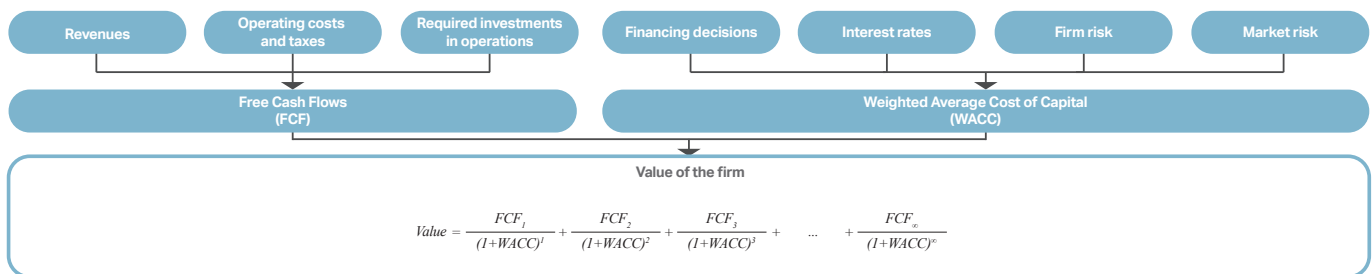 Revenues
Operating costs
and taxes
Required investments
in operations
Financing decisions
Interest rates
Firm risk
Market risk
Free Cash Flows
(FCF)
Weighted Average Cost of Capital
(WACC)
Value of the firm
Value = FCF₁/(1+WACC)¹ + FCF₂/(1+WACC)² + FCF₃/(1+WACC)³ + ... + FCF∞/(1+WACC)∞